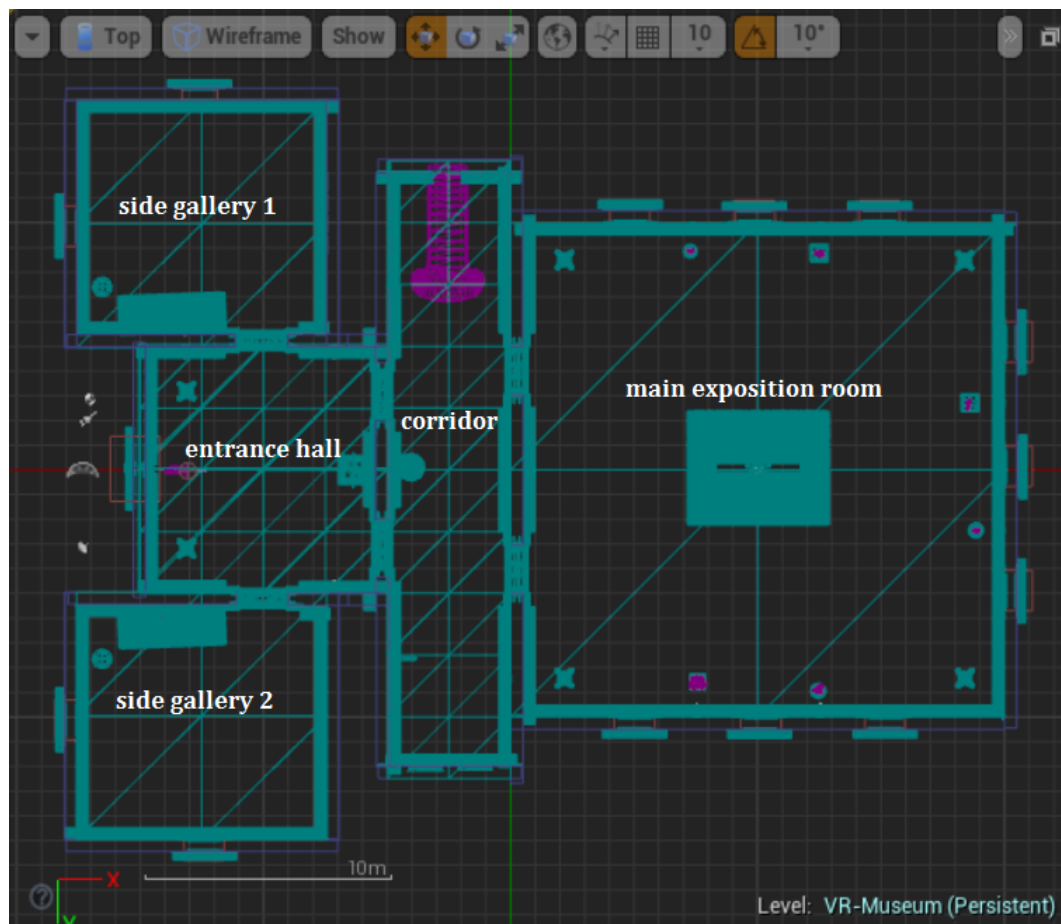 Top Wireframe Show 10 10°
side gallery 1
main exposition room
corridor
entrance hall
side gallery 2
10m
X
Y
Level: VR-Museum (Persistent)